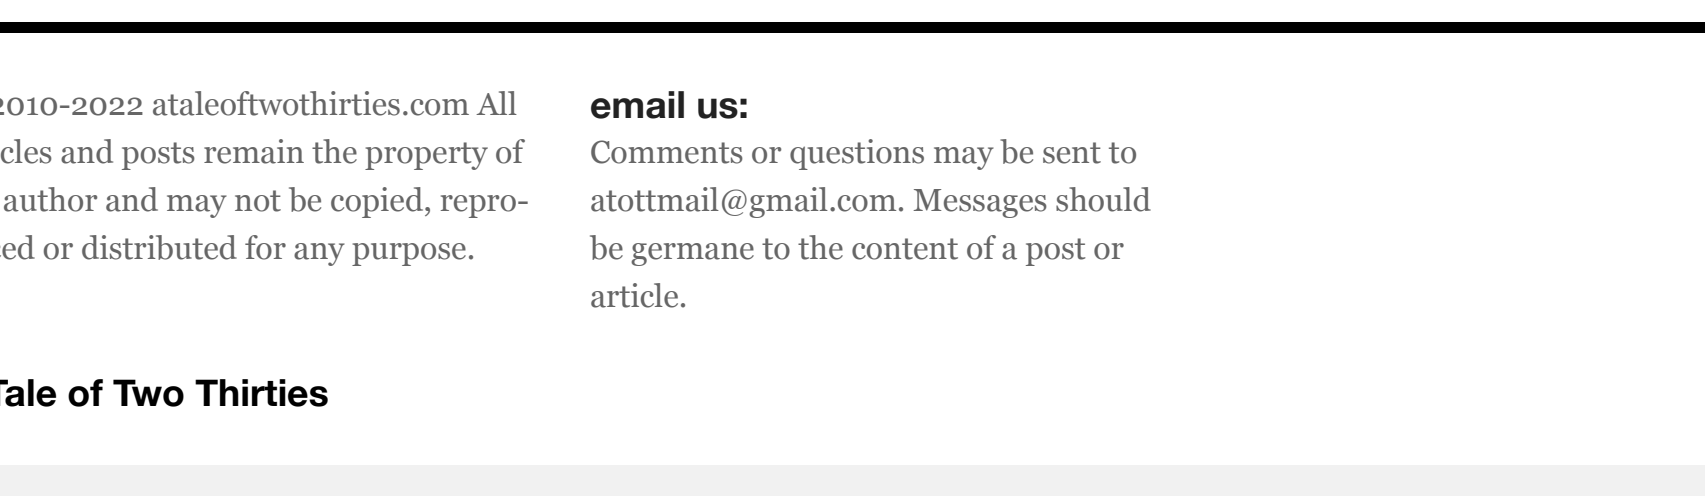 2010-2022 ataleoftwothirties.com All
cles and posts remain the property of
author and may not be copied, repro-
ed or distributed for any purpose.
email us:
Comments or questions may be sent to
atottmail@gmail.com. Messages should
be germane to the content of a post or
article.
Tale of Two Thirties